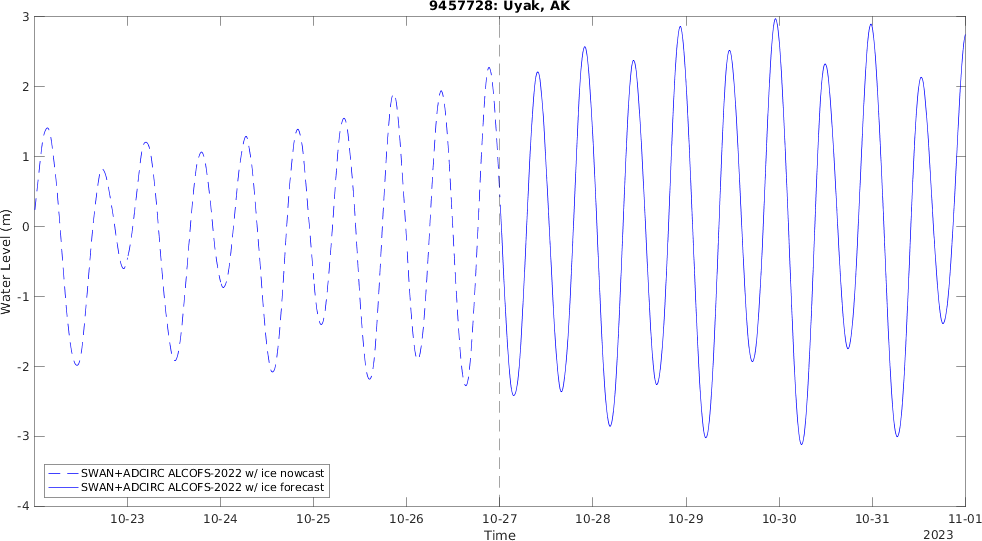 9457728: Uyak, AK
3
2
1
0
-1
-2
-3
-4
Water Level (m)
SWAN+ADCIRC ALCOFS-2022 w/ ice nowcast
SWAN+ADCIRC ALCOFS-2022 w/ ice forecast
10-23 10-24 10-25 10-26 10-27 10-28 10-29 10-30 10-31 11-01
Time
2023